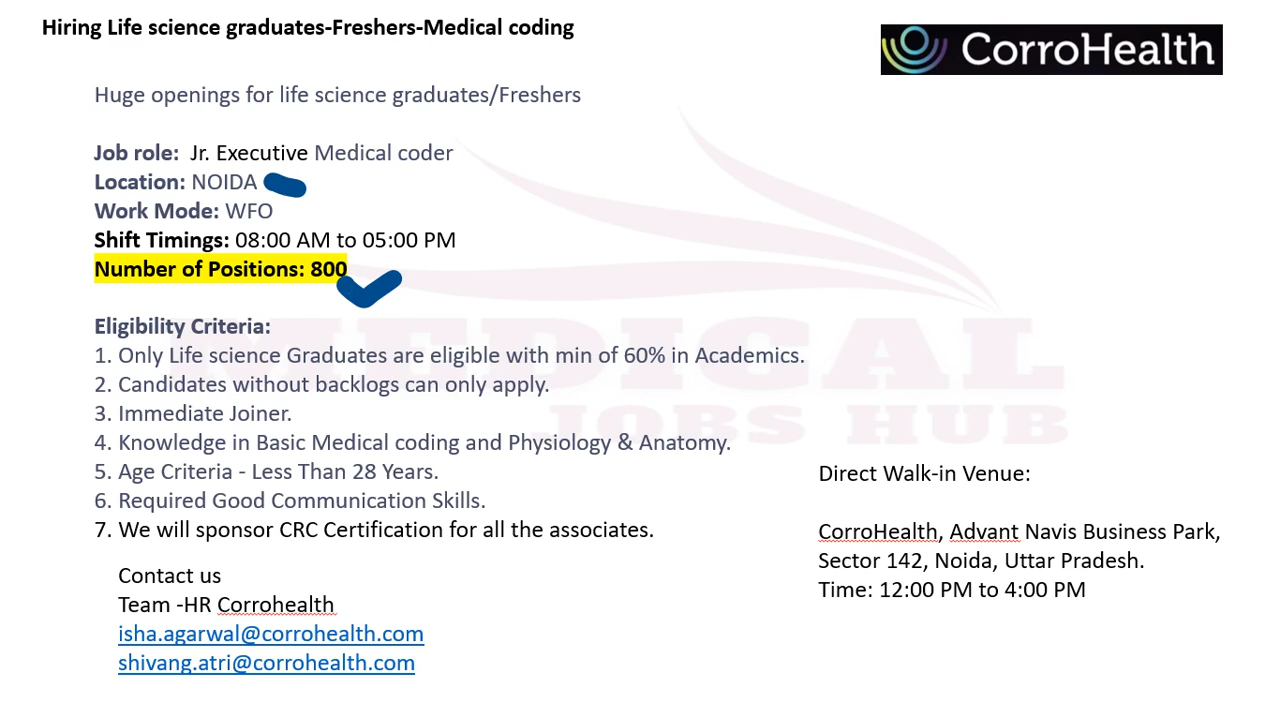 Hiring Life science graduates-Freshers-Medical coding
CorroHealth
Huge openings for life science graduates/Freshers
Job role: Jr. Executive Medical coder
Location: NOIDA
Work Mode: WFO
Shift Timings: 08:00 AM to 05:00 PM
Number of Positions: 800
Eligibility Criteria:
1. Only Life science Graduates are eligible with min of 60% in Academics.
2. Candidates without backlogs can only apply.
3. Immediate Joiner.
4. Knowledge in Basic Medical coding and Physiology & Anatomy.
5. Age Criteria - Less Than 28 Years.
6. Required Good Communication Skills.
7. We will sponsor CRC Certification for all the associates.
Contact us
Team -HR Corrohealth
isha.agarwal@corrohealth.com
shivang.atri@corrohealth.com
Direct Walk-in Venue:
CorroHealth, Advant Navis Business Park,
Sector 142, Noida, Uttar Pradesh.
Time: 12:00 PM to 4:00 PM
MEDICAL
JOBS HUB